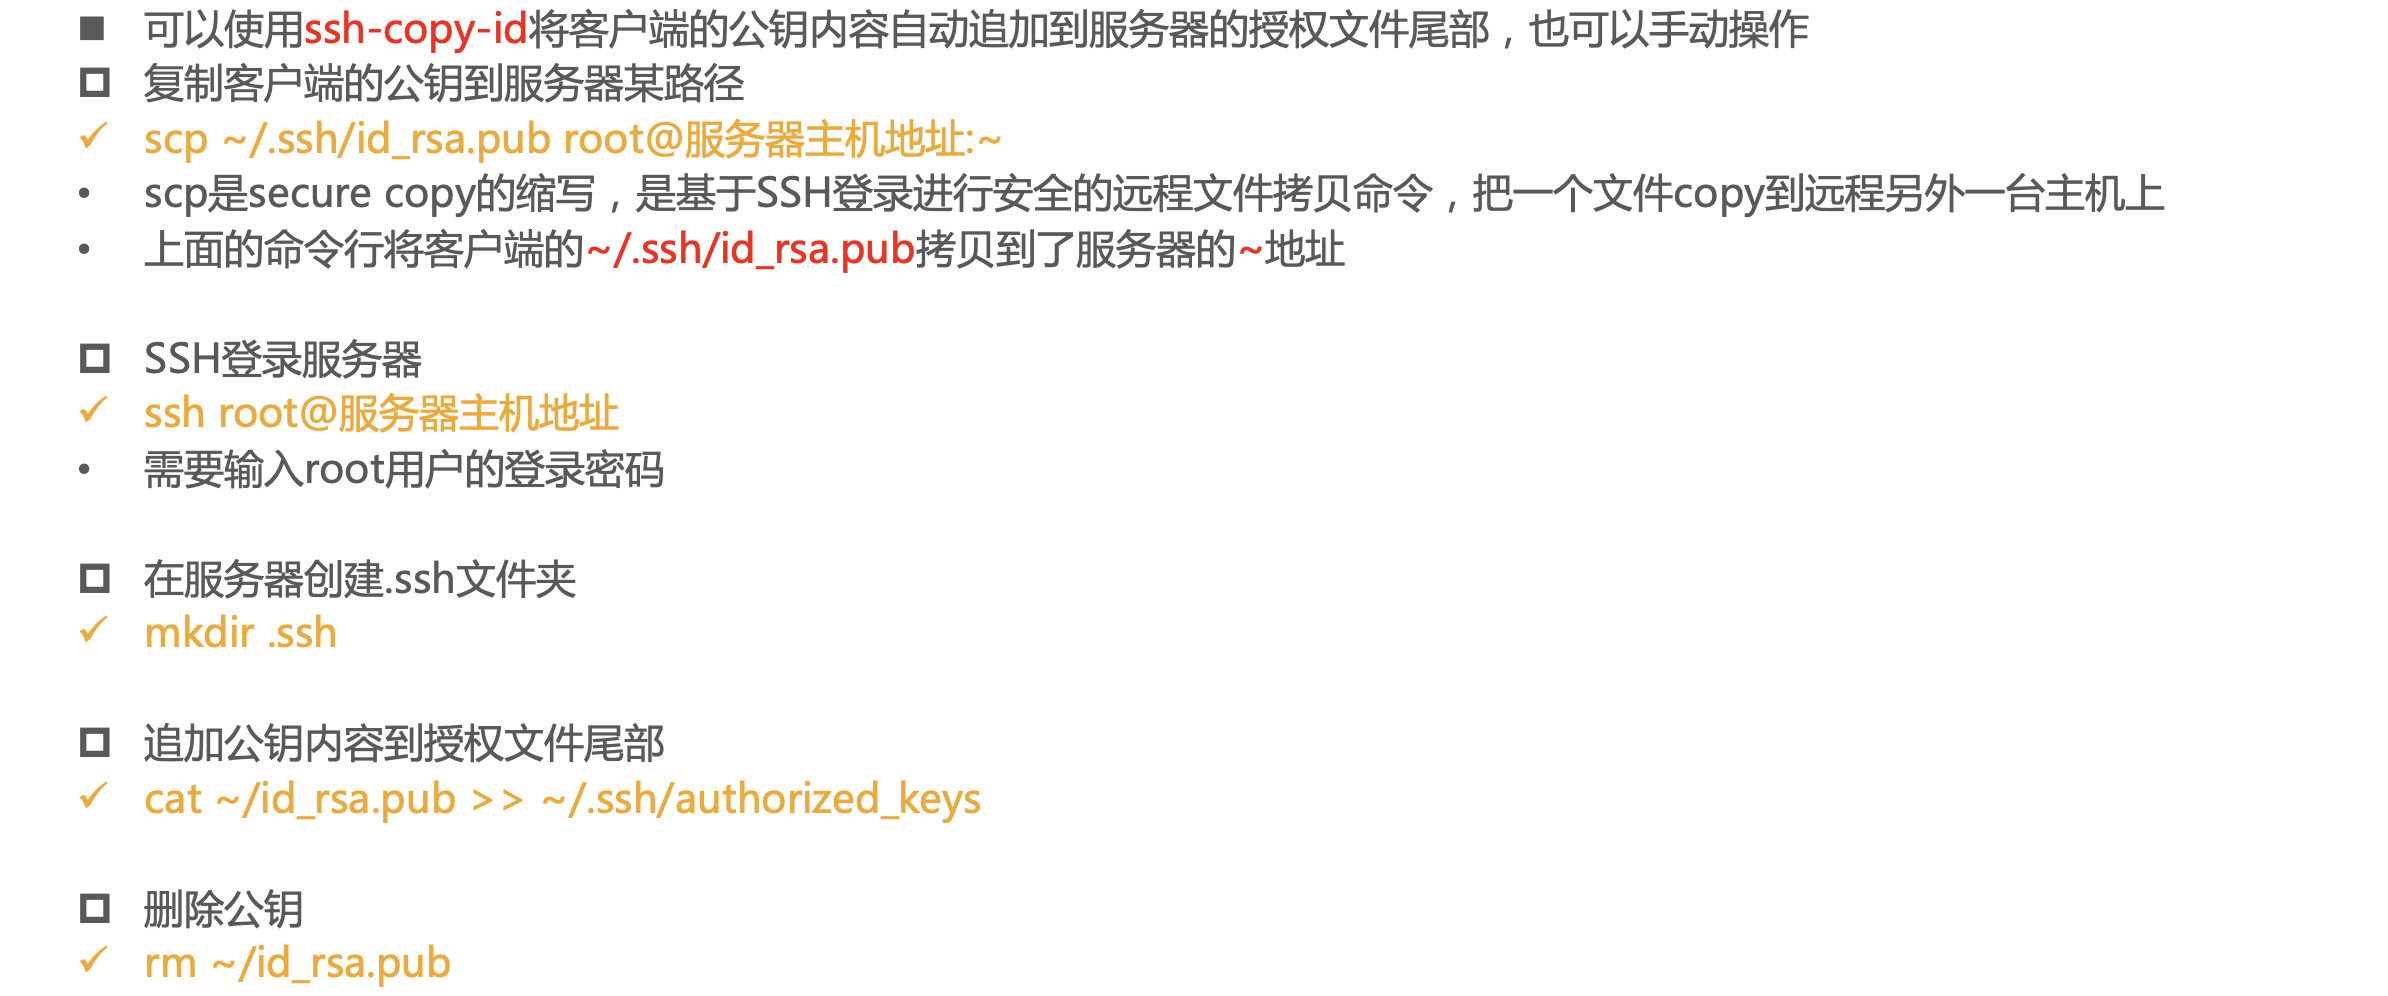 ■ 可以使用ssh-copy-id将客户端的公钥内容自动追加到服务器的授权文件尾部，也可以手动操作
□ 复制客户端的公钥到服务器某路径
✓ scp ~/.ssh/id_rsa.pub root@服务器主机地址:~
• scp是secure copy的缩写，是基于SSH登录进行安全的远程文件拷贝命令，把一个文件copy到远程另外一台主机上
• 上面的命令行将客户端的~/.ssh/id_rsa.pub拷贝到了服务器的~地址
□ SSH登录服务器
✓ ssh root@服务器主机地址
• 需要输入root用户的登录密码
□ 在服务器创建.ssh文件夹
✓ mkdir .ssh
□ 追加公钥内容到授权文件尾部
✓ cat ~/id_rsa.pub >> ~/.ssh/authorized_keys
□ 删除公钥
✓ rm ~/id_rsa.pub